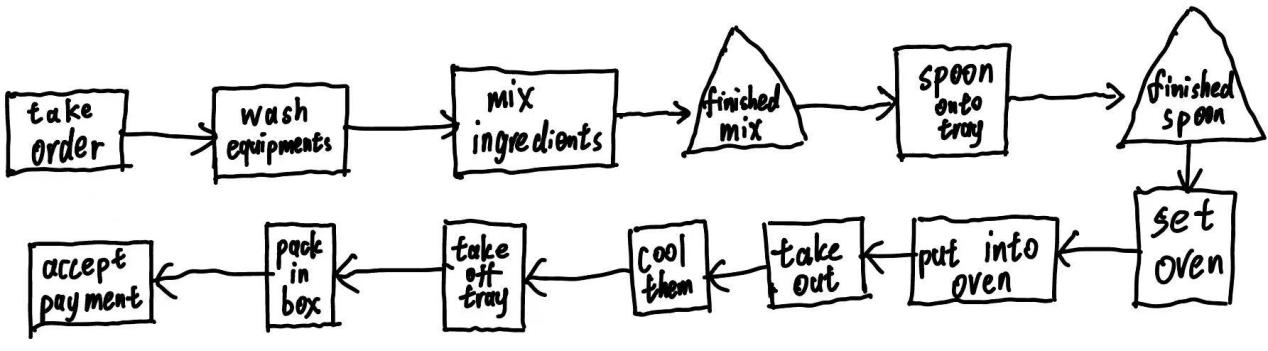 take
order
wash
equipments
mix
ingredients
finished
mix
spoon
onto
tray
finished
spoon
set
oven
put into
oven
take
out
cool
them
take
off
tray
pack
in
box
accept
payment